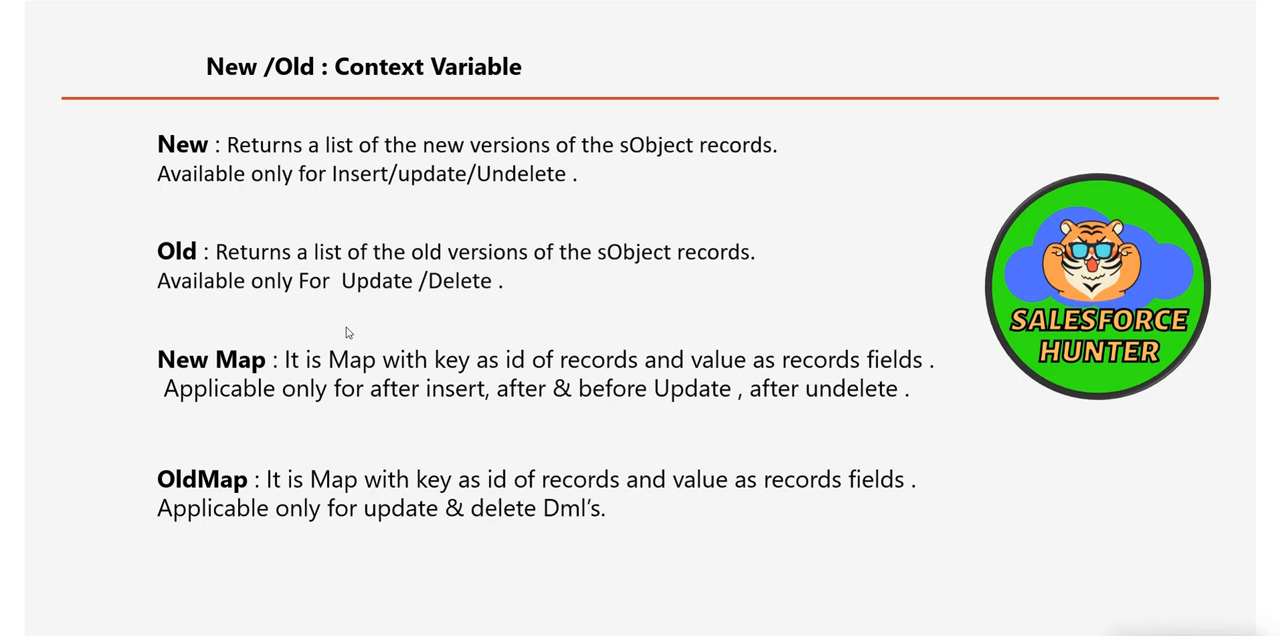 New /Old : Context Variable
New : Returns a list of the new versions of the sObject records.
Available only for Insert/update/Undelete .
Old : Returns a list of the old versions of the sObject records.
Available only For  Update /Delete .
New Map : It is Map with key as id of records and value as records fields .
Applicable only for after insert, after & before Update , after undelete .
OldMap : It is Map with key as id of records and value as records fields .
Applicable only for update & delete Dml’s.
SALESFORCE
HUNTER